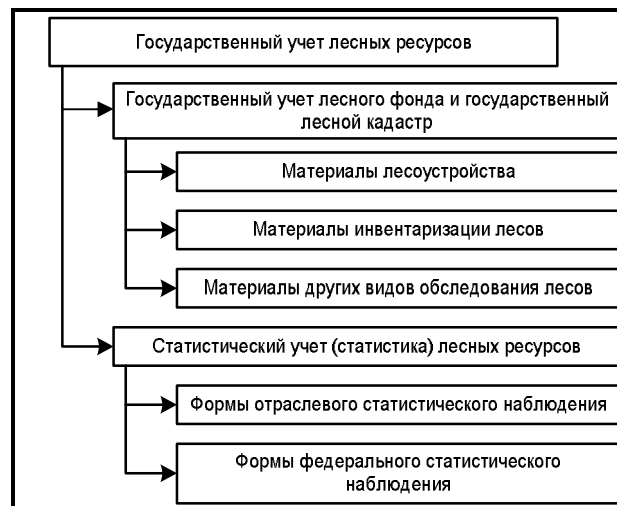 Государственный учет лесных ресурсов
Государственный учет лесного фонда и государственный
лесной кадастр
Материалы лесоустройства
Материалы инвентаризации лесов
Материалы других видов обследования лесов
Статистический учет (статистика) лесных ресурсов
Формы отраслевого статистического наблюдения
Формы федерального статистического
наблюдения